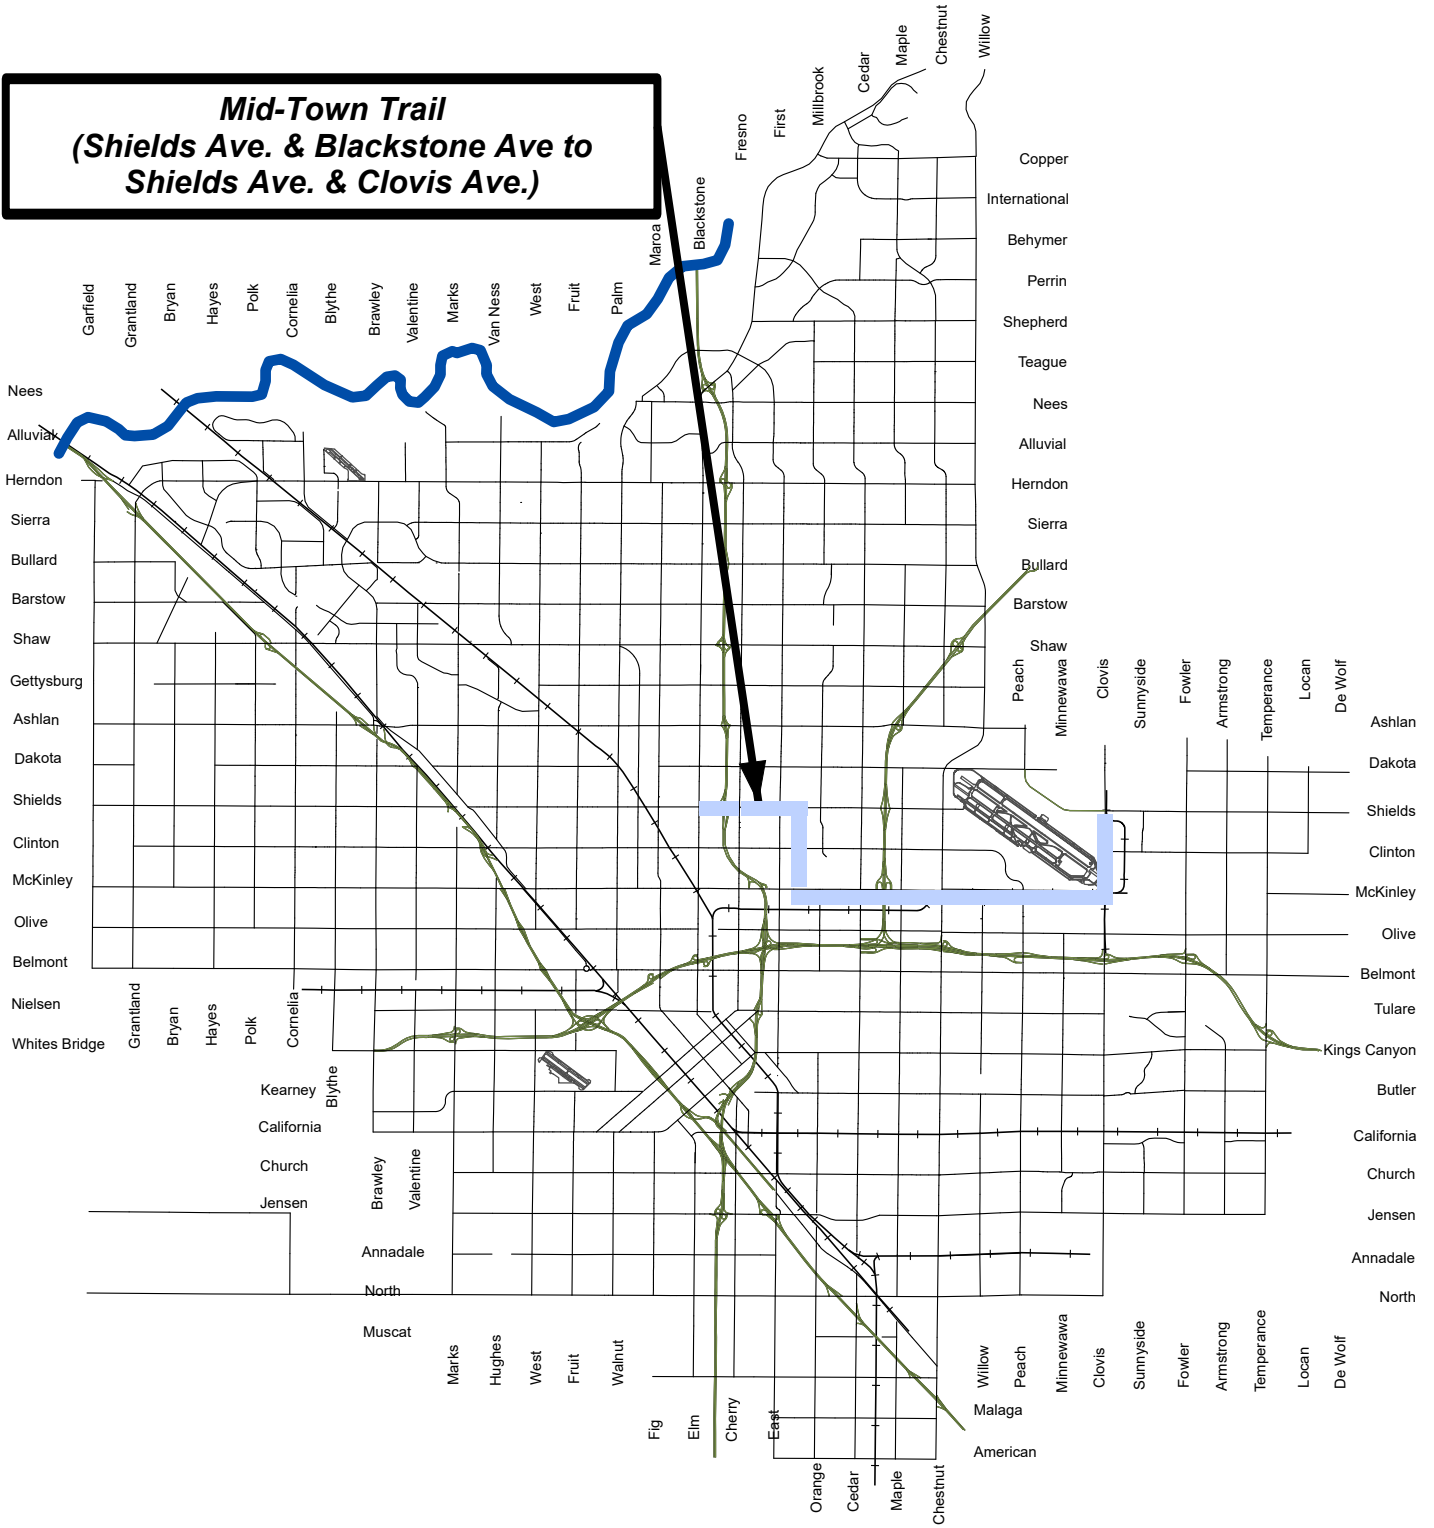 Mid-Town Trail
(Shields Ave. & Blackstone Ave to
Shields Ave. & Clovis Ave.)
Garfield
Grantland
Bryan
Hayes
Polk
Cornelia
Blythe
Brawley
Valentine
Marks
Van Ness
West
Fruit
Palm
Maroa
Blackstone
Fresno
First
Millbrook
Cedar
Maple
Chestnut
Willow
Copper
International
Behymer
Perrin
Shepherd
Teague
Nees
Alluvial
Herndon
Sierra
Bullard
Barstow
Shaw
Nees
Alluvial
Herndon
Sierra
Bullard
Barstow
Shaw
Gettysburg
Ashlan
Dakota
Shields
Clinton
McKinley
Olive
Belmont
Nielsen
Whites Bridge
Peach
Minnewawa
Clovis
Sunnyside
Fowler
Armstrong
Temperance
Locan
De Wolf
Ashlan
Dakota
Shields
Clinton
McKinley
Olive
Belmont
Tulare
Kings Canyon
Butler
California
Church
Jensen
Annadale
North
Grantland
Bryan
Hayes
Polk
Cornelia
Blythe
Kearney
California
Church
Jensen
Brawley
Valentine
Annadale
North
Muscat
Marks
Hughes
West
Fruit
Walnut
Fig
Elm
Cherry
East
Orange
Cedar
Maple
Chestnut
Willow
Peach
Minnewawa
Clovis
Sunnyside
Fowler
Armstrong
Temperance
Locan
De Wolf
Malaga
American